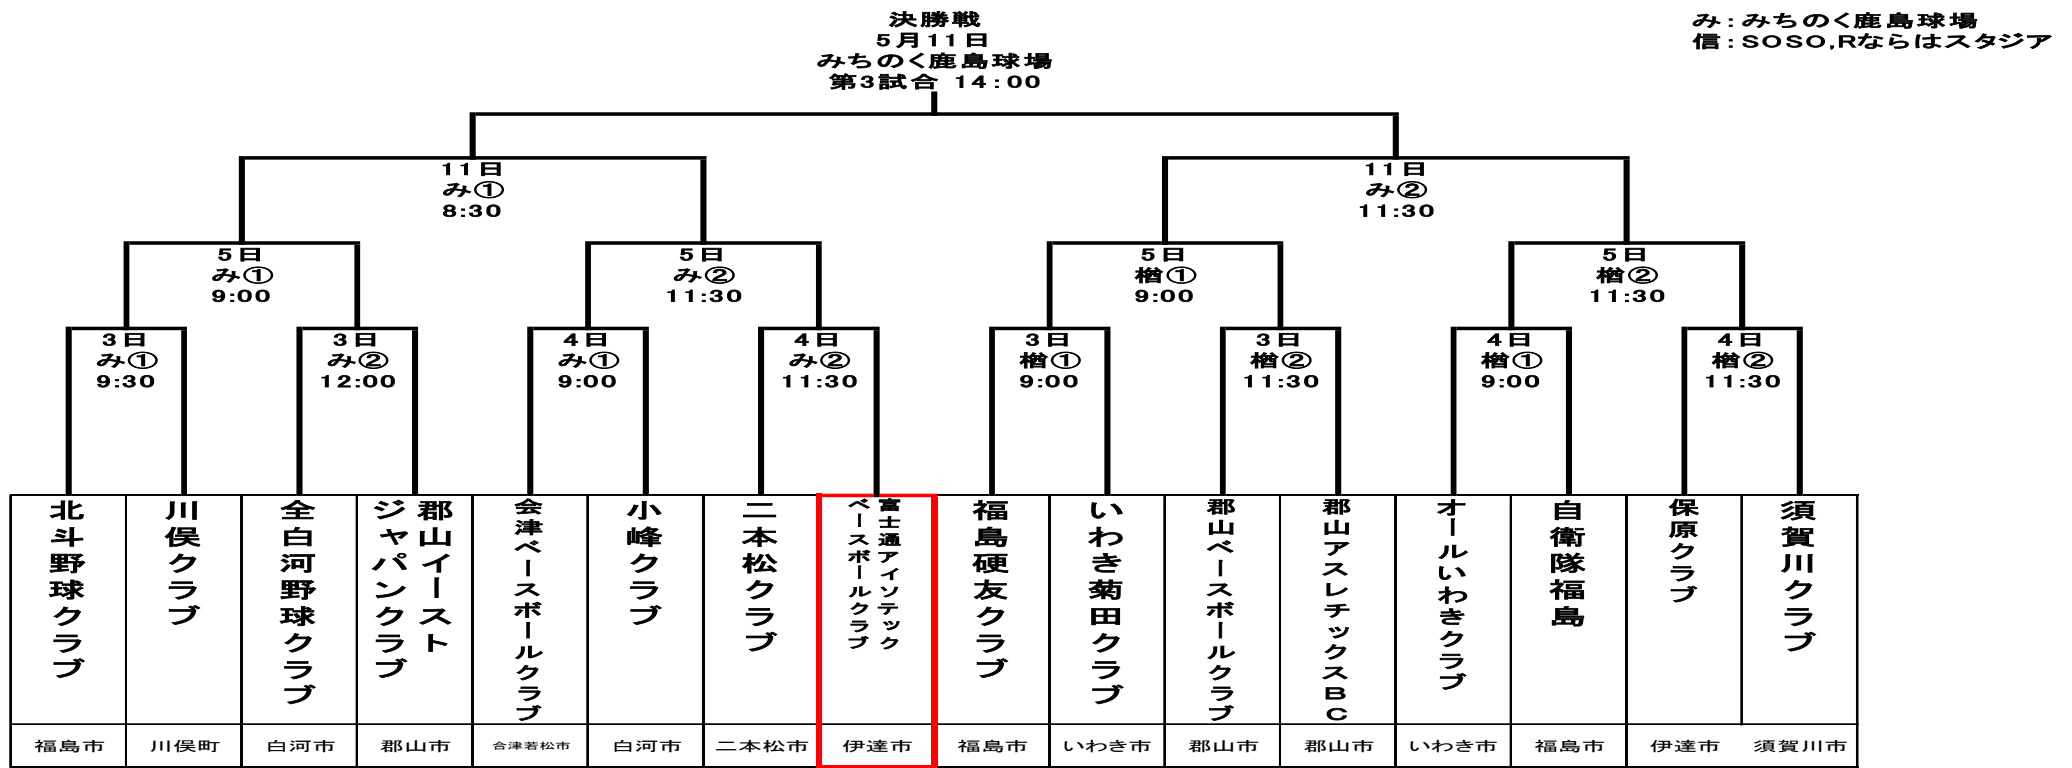 決勝戦
5月11日
みちのく鹿島球場
第3試合 14:00
み:みちのく鹿島球場
信:SOSO,Rならはスタジア
11日
み①
8:30
11日
み②
11:30
5日
み①
9:00
5日
み②
11:30
5日
楢①
9:00
5日
楢②
11:30
3日
み①
9:30
3日
み②
12:00
4日
み①
9:00
4日
み②
11:30
3日
楢①
9:00
3日
楢②
11:30
4日
楢①
9:00
4日
楢②
11:30
北斗野球クラブ
川俣クラブ
全白河野球クラブ
郡山イースト
ジャパンクラブ
会津ベースボールクラブ
小峰クラブ
二本松クラブ
富士通アイソテック
ベースボールクラブ
福島硬友クラブ
いわき菊田クラブ
郡山ベースボールクラブ
郡山アスレチックスBC
オールいわきクラブ
自衛隊福島
保原クラブ
須賀川クラブ
福島市
川俣町
白河市
郡山市
会津若松市
白河市
二本松市
伊達市
福島市
いわき市
郡山市
郡山市
いわき市
福島市
伊達市
須賀川市